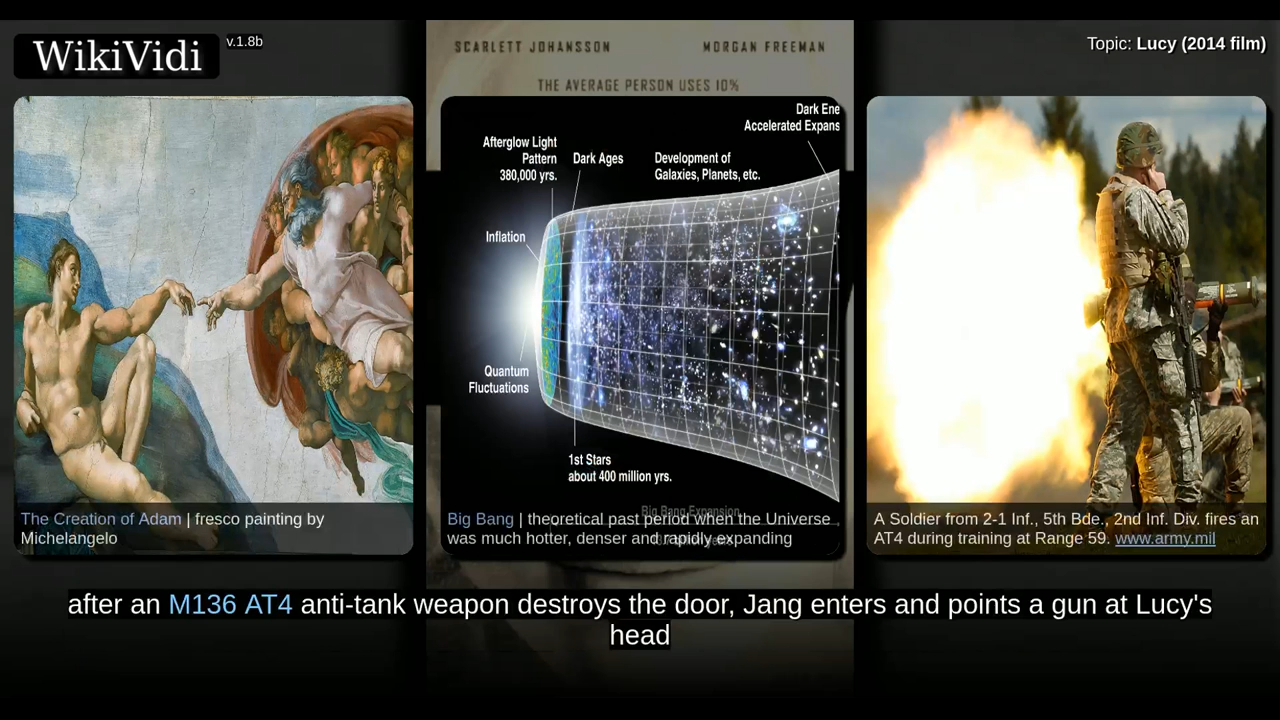 WikiVidi
v.1.8b
Topic: Lucy (2014 film)
SCARLETT JOHANSSON MORGAN FREEMAN
THE AVERAGE PERSON USES 10%
Dark Ene
Accelerated Expans
Afterglow Light
Pattern
380,000 yrs.
Dark Ages
Development of
Galaxies, Planets, etc.
Inflation
Quantum
Fluctuations
1st Stars
about 400 million yrs.
Big Bang Expansion
The Creation of Adam | fresco painting by
Michelangelo
Big Bang | theoretical past period when the Universe
was much hotter, denser and rapidly expanding
A Soldier from 2-1 Inf., 5th Bde., 2nd Inf. Div. fires an
AT4 during training at Range 59. www.army.mil
after an M136 AT4 anti-tank weapon destroys the door, Jang enters and points a gun at Lucy's
head